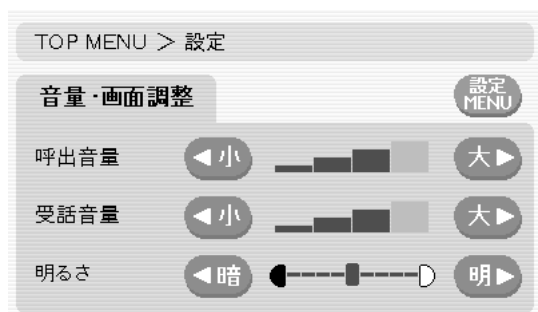 TOP MENU ＞ 設定
音量・画面調整
設定
MENU
呼出音量 ◀小 大▶
受話音量 ◀小 大▶
明るさ ◀暗 明▶